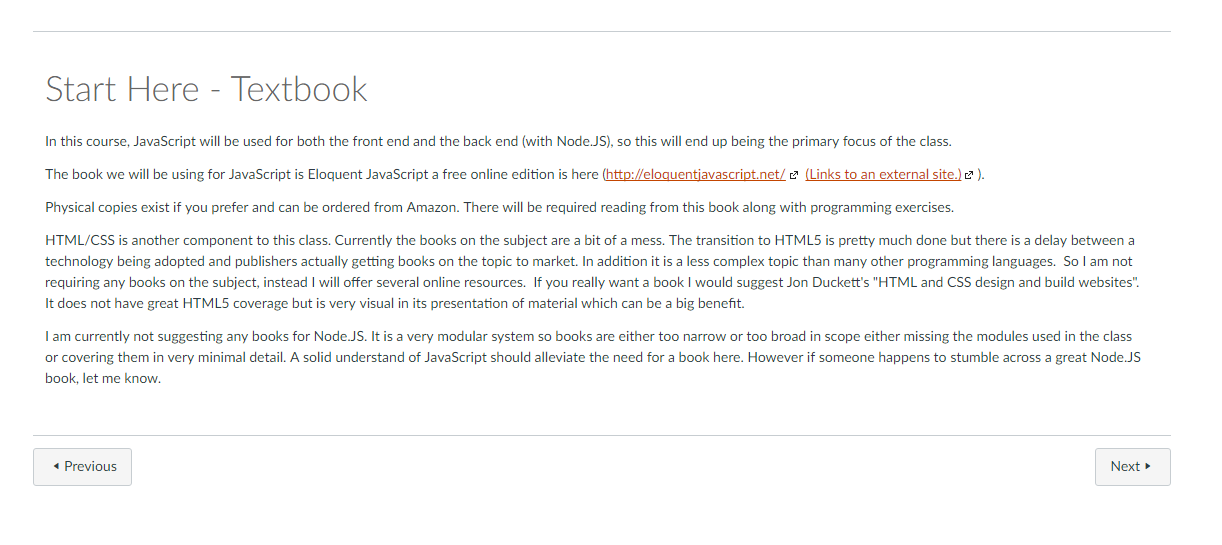 Start Here - Textbook
In this course, JavaScript will be used for both the front end and the back end (with Node.JS), so this will end up being the primary focus of the class.
The book we will be using for JavaScript is Eloquent JavaScript a free online edition is here (http://eloquentjavascript.net/ (Links to an external site.) ).
Physical copies exist if you prefer and can be ordered from Amazon. There will be required reading from this book along with programming exercises.
HTML/CSS is another component to this class. Currently the books on the subject are a bit of a mess. The transition to HTML5 is pretty much done but there is a delay between a
technology being adopted and publishers actually getting books on the topic to market. In addition it is a less complex topic than many other programming languages.  So I am not
requiring any books on the subject, instead I will offer several online resources.  If you really want a book I would suggest Jon Duckett's "HTML and CSS design and build websites".
It does not have great HTML5 coverage but is very visual in its presentation of material which can be a big benefit.
I am currently not suggesting any books for Node.JS. It is a very modular system so books are either too narrow or too broad in scope either missing the modules used in the class
or covering them in very minimal detail. A solid understand of JavaScript should alleviate the need for a book here. However if someone happens to stumble across a great Node.JS
book, let me know.
Previous
Next